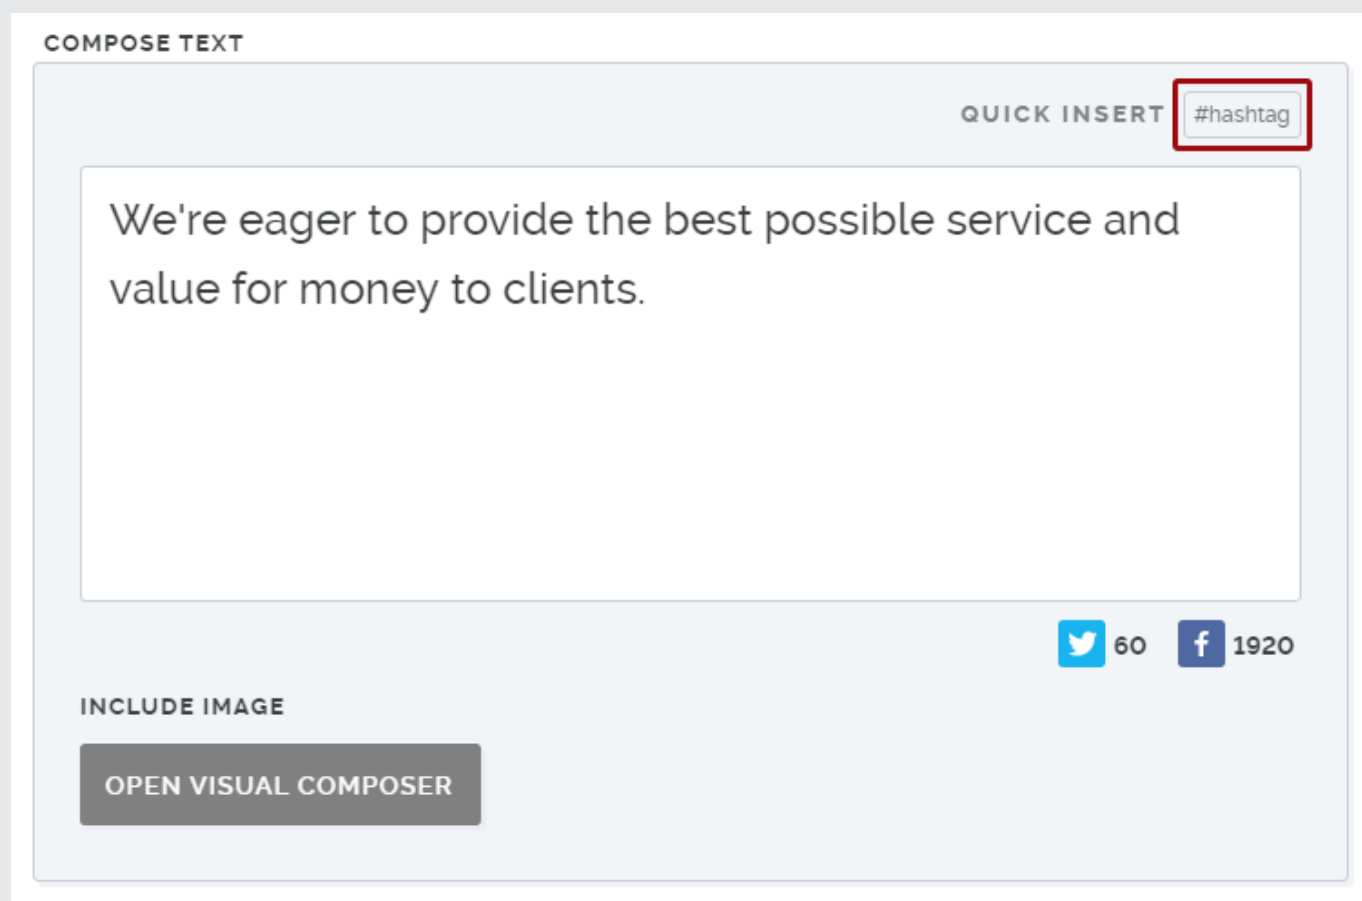 COMPOSE TEXT
QUICK INSERT #hashtag
We're eager to provide the best possible service and
value for money to clients.
60 1920
INCLUDE IMAGE
OPEN VISUAL COMPOSER